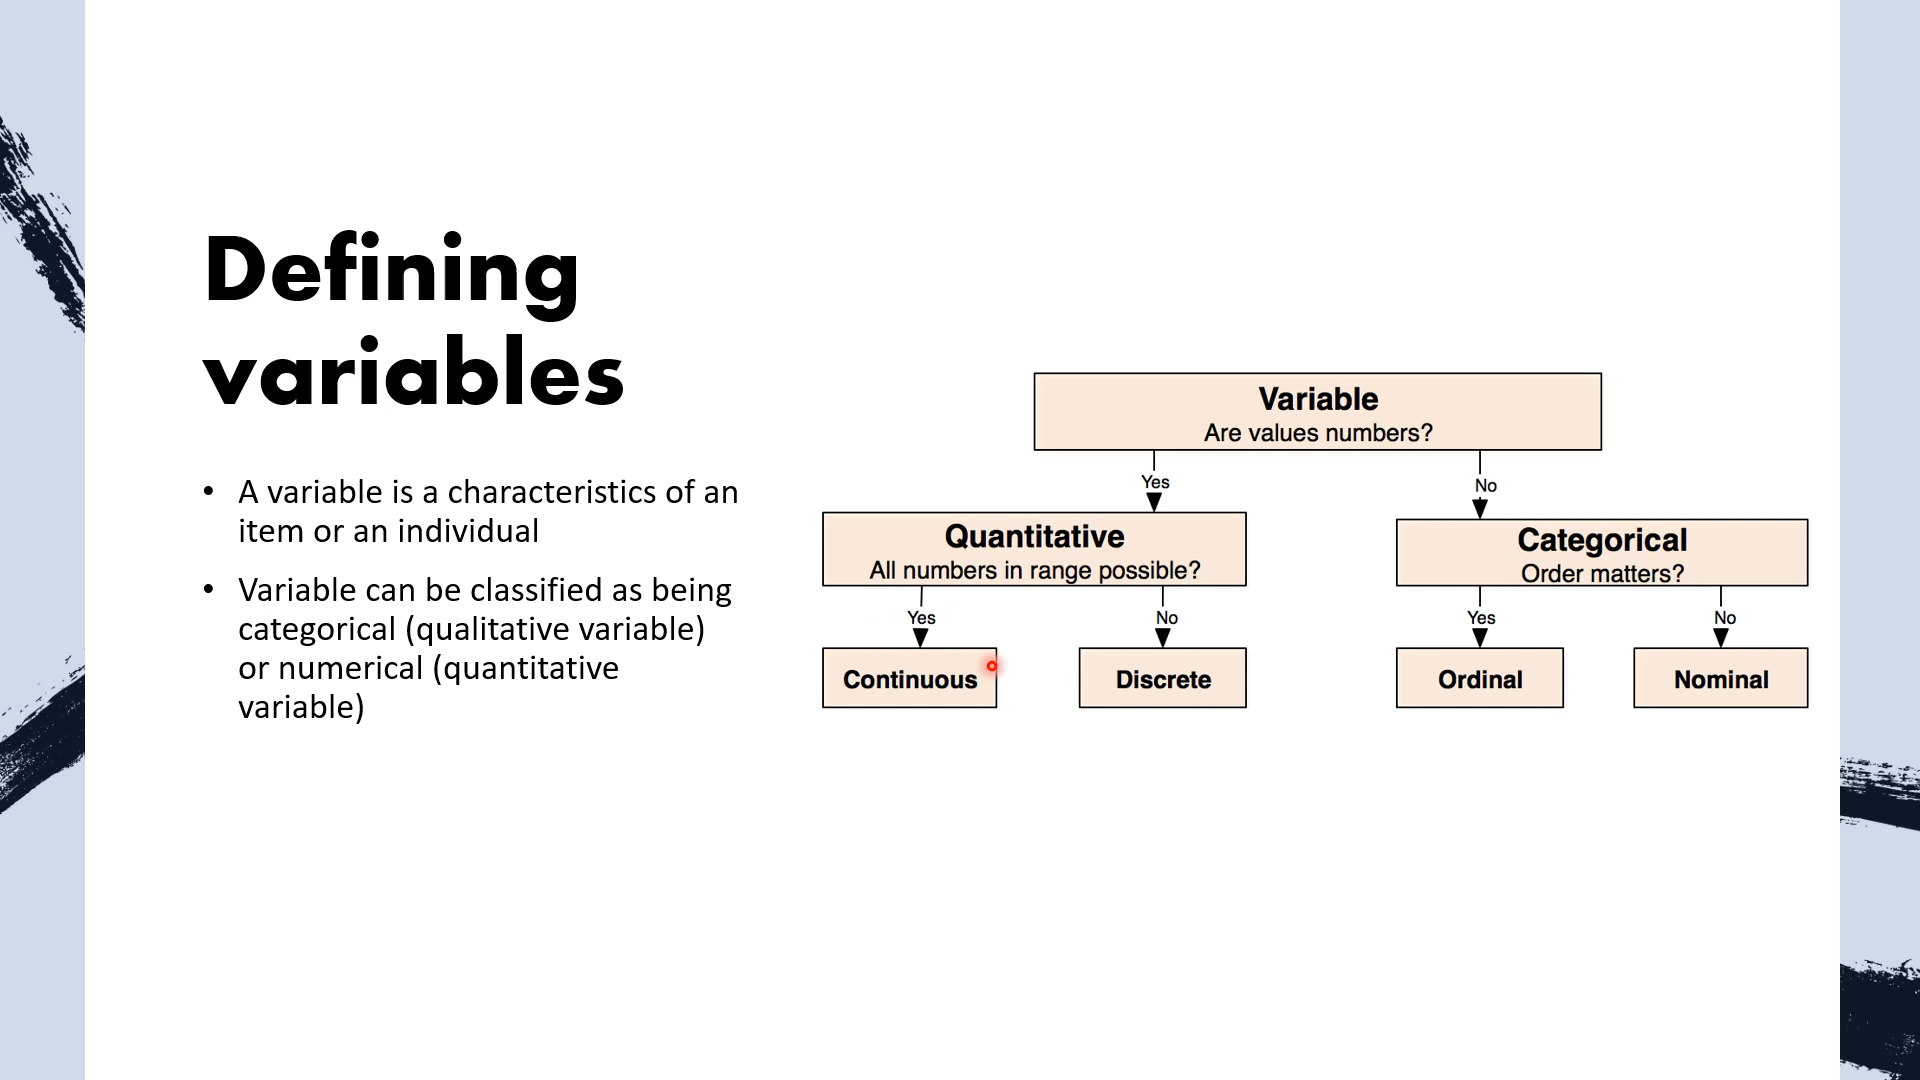 Defining
variables
• A variable is a characteristics of an
item or an individual
• Variable can be classified as being
categorical (qualitative variable)
or numerical (quantitative
variable)
Variable
Are values numbers?
Yes
No
Quantitative
All numbers in range possible?
Categorical
Order matters?
Yes
No
Yes
No
Continuous
Discrete
Ordinal
Nominal